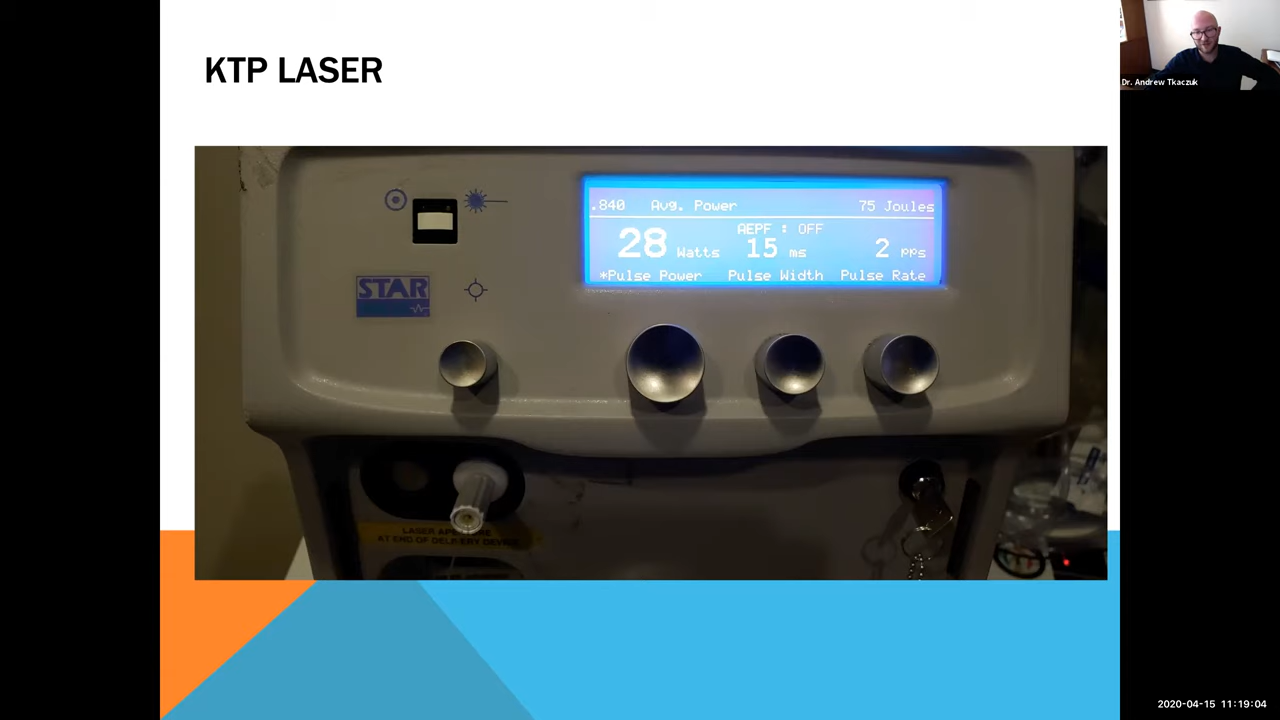 KTP LASER
Dr. Andrew Tkaczuk
.840 Avg. Power 75 Joules
AEPF : OFF
28 Watts 15 ms 2 pps
*Pulse Power Pulse Width Pulse Rate
STAR
LASER APERTURE
AT END OF DELIVERY DEVICE
2020-04-15 11:19:04